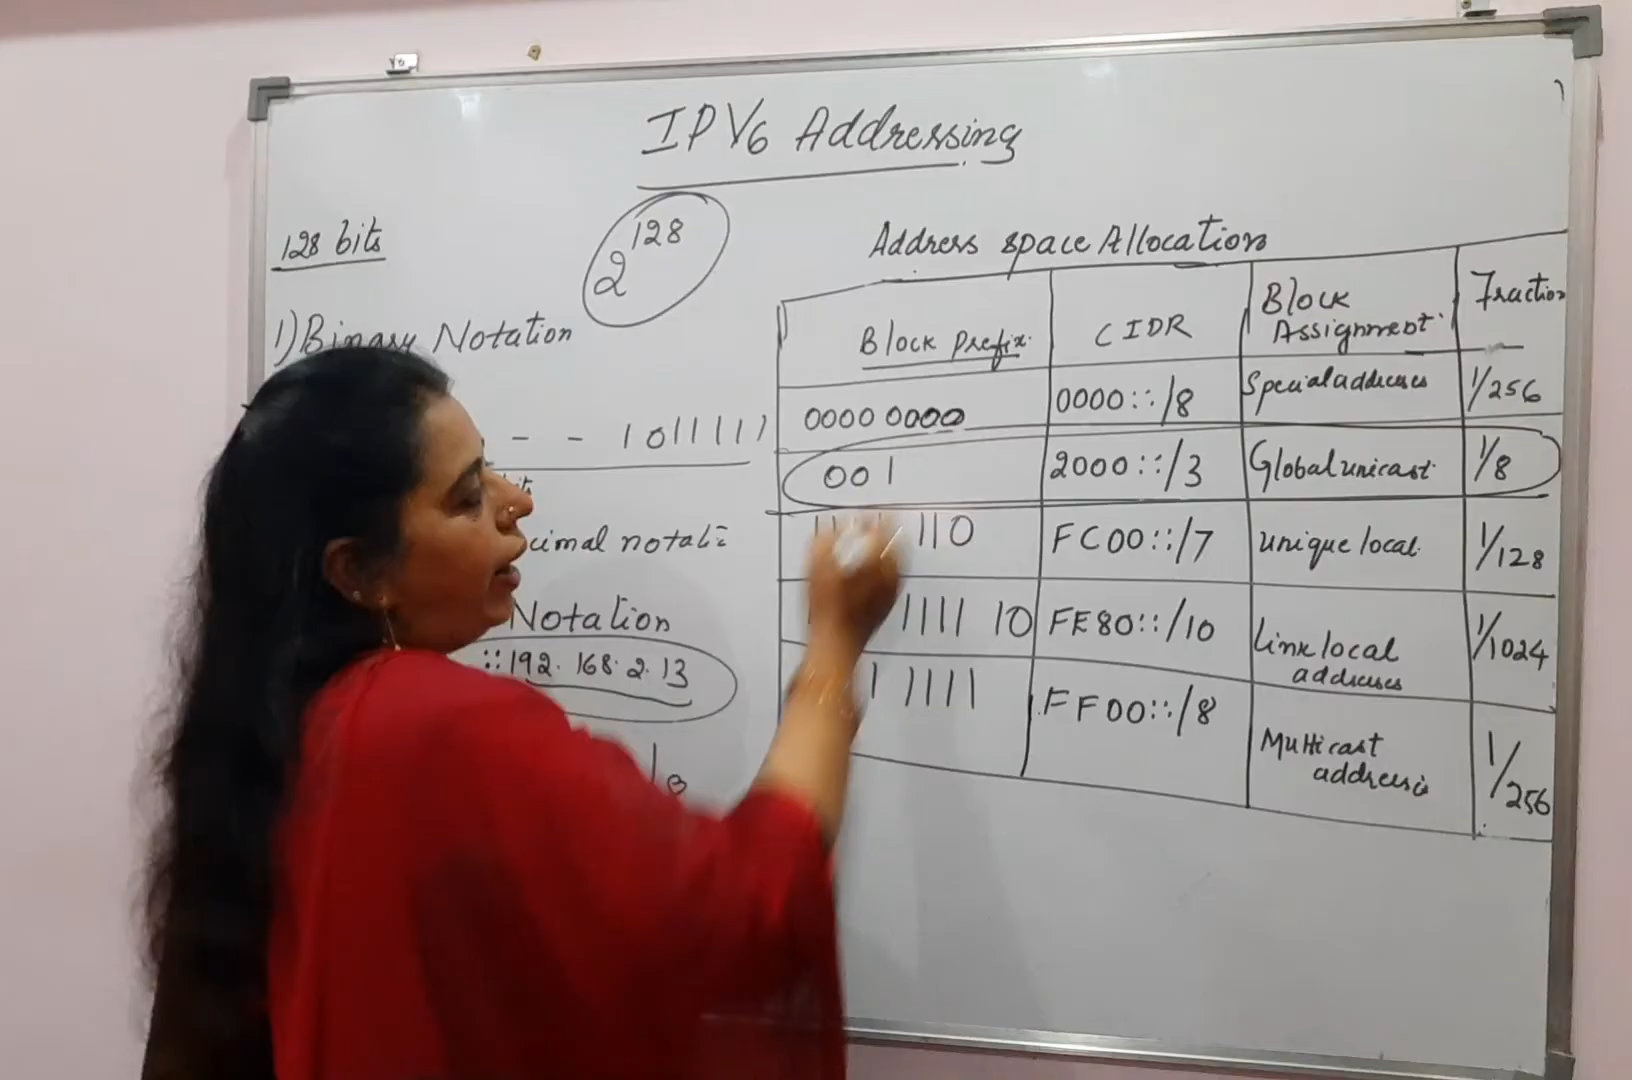 IPV6 Addressing
128 bits
2^128
1) Binary Notation
- - 1011111
bits
cimal notati
Notation
::192.168.2.13
Address space Allocation
Block Prefix CIDR Block Assignment Fraction
0000 0000 0000::/8 Special addresses 1/256
001 2000::/3 Global unicast 1/8
110 FC00::/7 unique local 1/128
1111 10 FE80::/10 Link local addresses 1/1024
1111 FF00::/8 Multicast addresses 1/256